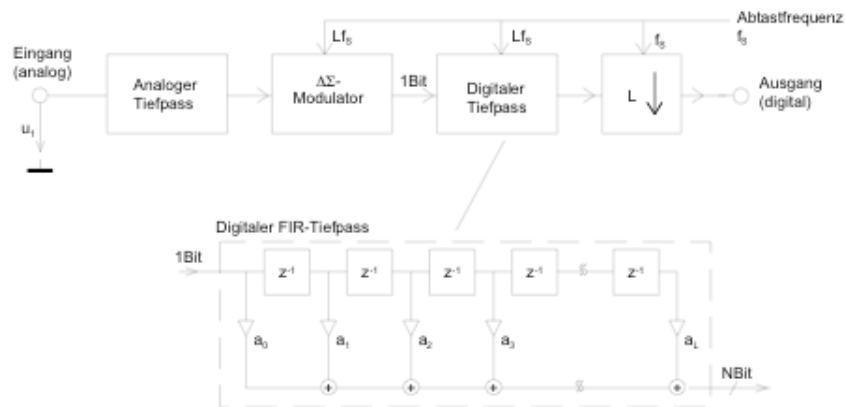 Abtastfrequenz
f_S
Lf_S
Lf_S
f_S
Eingang
(analog)
Analoger
Tiefpass
ΔΣ-
Modulator
1Bit
Digitaler
Tiefpass
L
Ausgang
(digital)
u_1
Digitaler FIR-Tiefpass
1Bit
z⁻¹
z⁻¹
z⁻¹
z⁻¹
z⁻¹
a_0
a_1
a_2
a_3
a_L
+
+
+
+
NBit